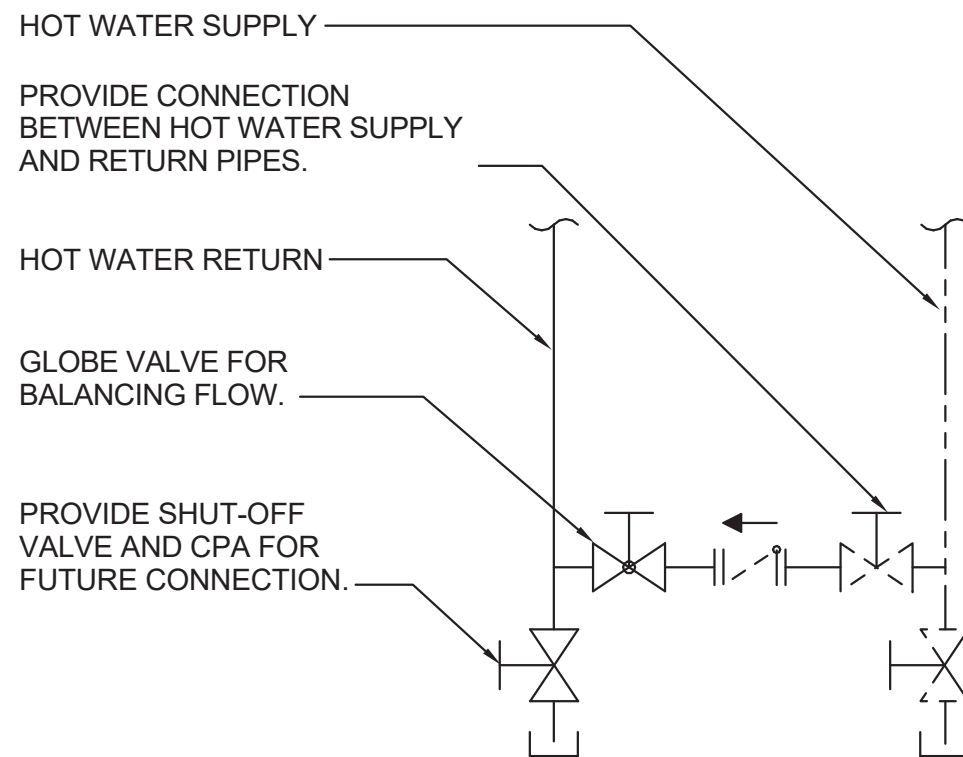 HOT WATER SUPPLY
PROVIDE CONNECTION
BETWEEN HOT WATER SUPPLY
AND RETURN PIPES.
HOT WATER RETURN
GLOBE VALVE FOR
BALANCING FLOW.
PROVIDE SHUT-OFF
VALVE AND CPA FOR
FUTURE CONNECTION.